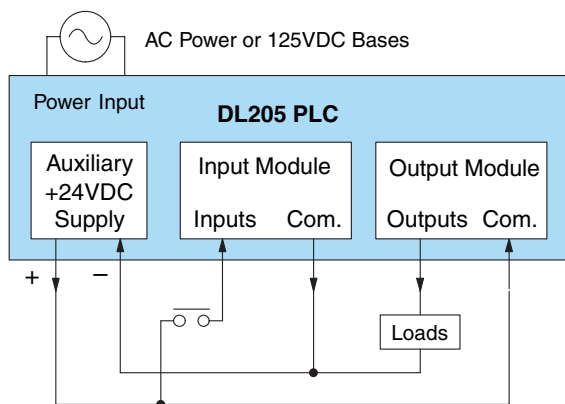 AC Power or 125VDC Bases
Power Input
DL205 PLC
Auxiliary
+24VDC
Supply
Input Module
Inputs Com.
Output Module
Outputs Com.
+ −
Loads